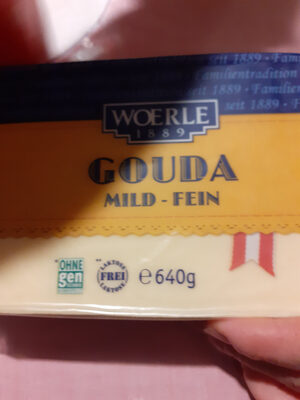 seit 1889 • Fam
Familientradition
1889 • Familien
seit 1889 • Fam
WOERLE
1889
GOUDA
MILD - FEIN
"OHNE
gen
LAKTOSE
FREI
LAKTOSE
e 640g